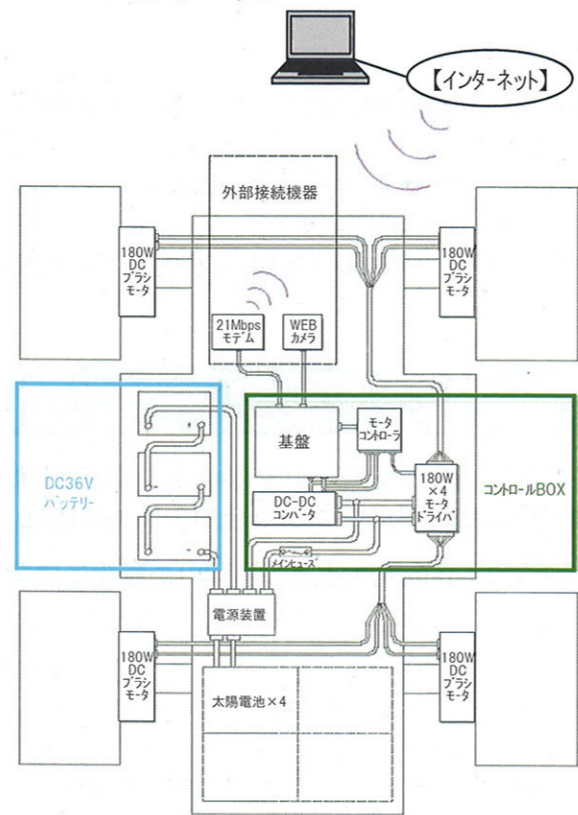 【インターネット】
外部接続機器
180W
DC
ブラシ
モータ
180W
DC
ブラシ
モータ
21Mbps
モデム
WEB
カメラ
基盤
モータ
コントローラ
DC36V
バッテリー
コントロールBOX
180W
×4
モータ
ドライバ
DC-DC
コンバータ
メインヒューズ
電源装置
180W
DC
ブラシ
モータ
180W
DC
ブラシ
モータ
太陽電池×4